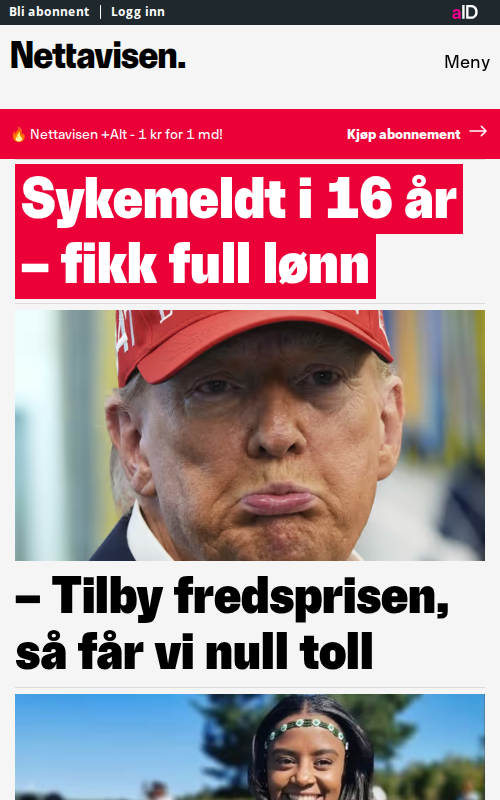 Bli abonnent | Logg inn
aID
Nettavisen.
Meny
Nettavisen +Alt - 1 kr for 1 md!
Kjøp abonnement →
Sykemeldt i 16 år
– fikk full lønn
– Tilby fredsprisen,
så får vi null toll